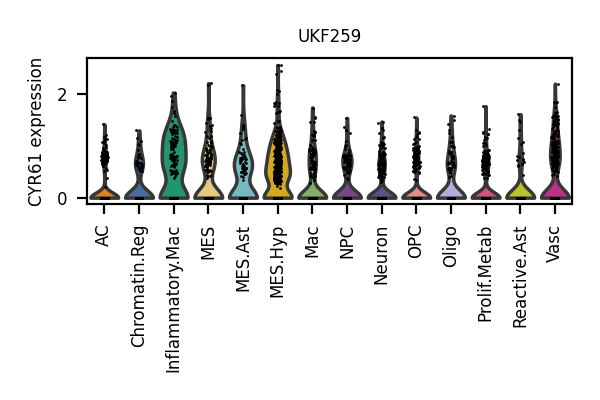 UKF259
CYR61 expression
2
0
AC
Chromatin.Reg
Inflammatory.Mac
MES
MES.Ast
MES.Hyp
Mac
NPC
Neuron
OPC
Oligo
Prolif.Metab
Reactive.Ast
Vasc